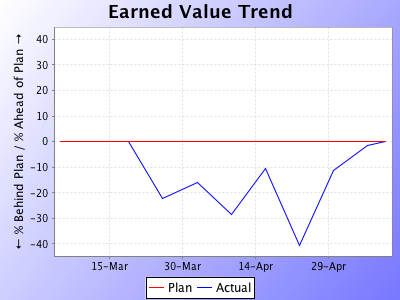 Earned Value Trend
← % Behind Plan / % Ahead of Plan →
40
30
20
10
0
-10
-20
-30
-40
15-Mar 30-Mar 14-Apr 29-Apr
Plan Actual